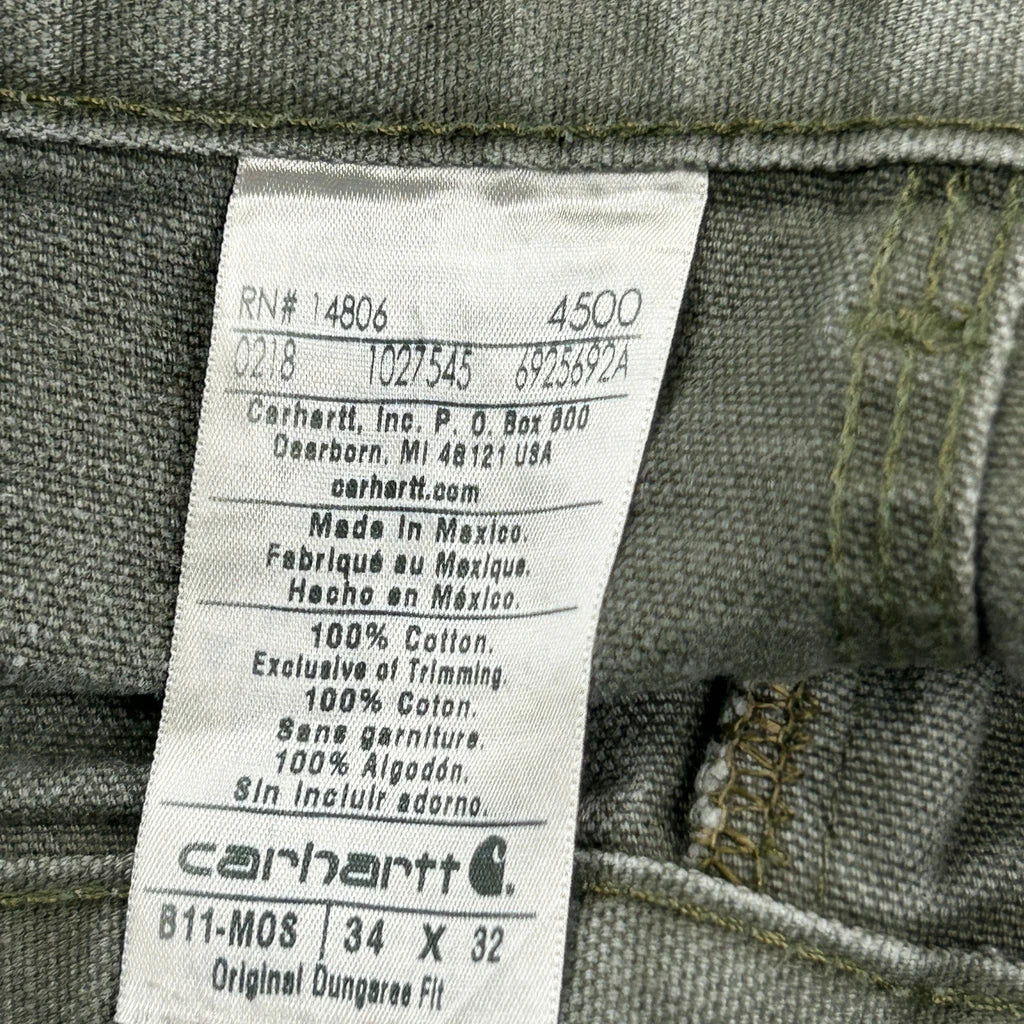 RN# 14806 4500
0218 1027545 6925692A
Carhartt, Inc. P. O. Box 600
Dearborn, MI 48121 USA
carhartt.com
Made in Mexico.
Fabriqué au Mexique.
Hecho en México.
100% Cotton.
Exclusive of Trimming.
100% Coton.
Sans garniture.
100% Algodón.
Sin incluir adorno.
carhartt
B11-MOS 34 X 32
Original Dungaree Fit